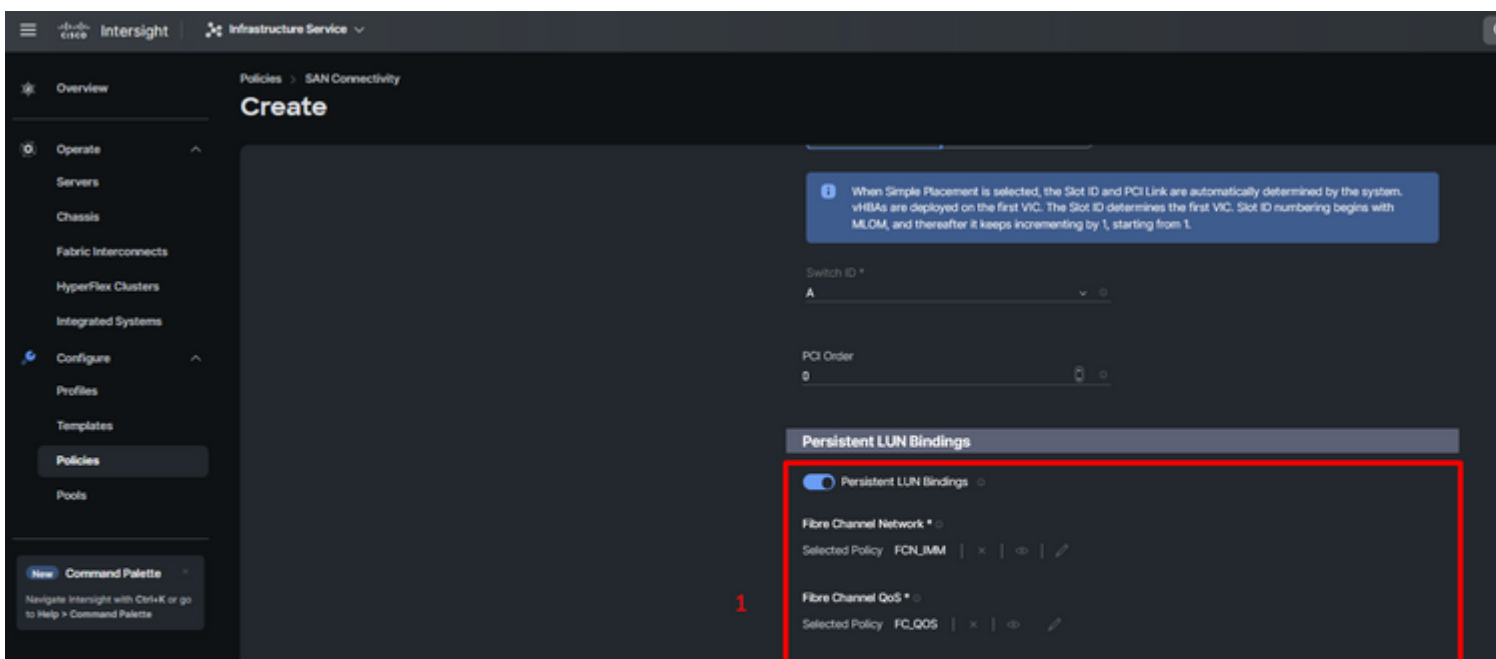 cisco Intersight
Infrastructure Service
Overview
Operate
Servers
Chassis
Fabric Interconnects
HyperFlex Clusters
Integrated Systems
Configure
Profiles
Templates
Policies
Pools
New Command Palette
Navigate Intersight with Ctrl+K or go
to Help > Command Palette
Policies > SAN Connectivity
Create
When Simple Placement is selected, the Slot ID and PCI Link are automatically determined by the system.
vHBAs are deployed on the first VIC. The Slot ID determines the first VIC. Slot ID numbering begins with
MLOM, and thereafter it keeps incrementing by 1, starting from 1.
Switch ID *
A
PCI Order
0
Persistent LUN Bindings
Persistent LUN Bindings
Fibre Channel Network *
Selected Policy FCN_IMM
1
Fibre Channel QoS *
Selected Policy FC_QOS